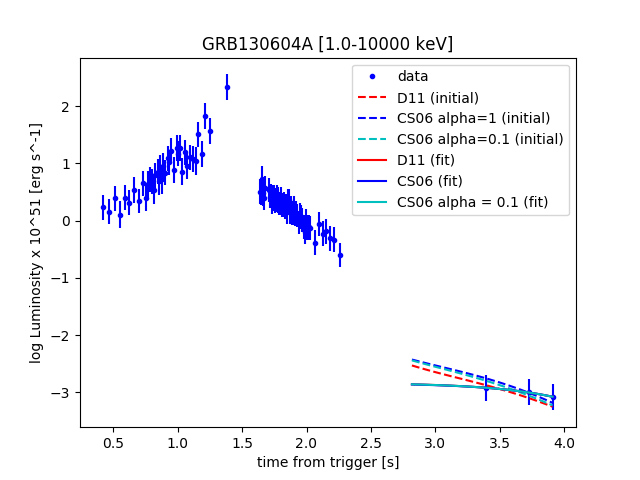 GRB130604A [1.0-10000 keV]
log Luminosity x 10^51 [erg s^-1]
2
1
0
−1
−2
−3
data
D11 (initial)
CS06 alpha=1 (initial)
CS06 alpha=0.1 (initial)
D11 (fit)
CS06 (fit)
CS06 alpha = 0.1 (fit)
0.5 1.0 1.5 2.0 2.5 3.0 3.5 4.0
time from trigger [s]